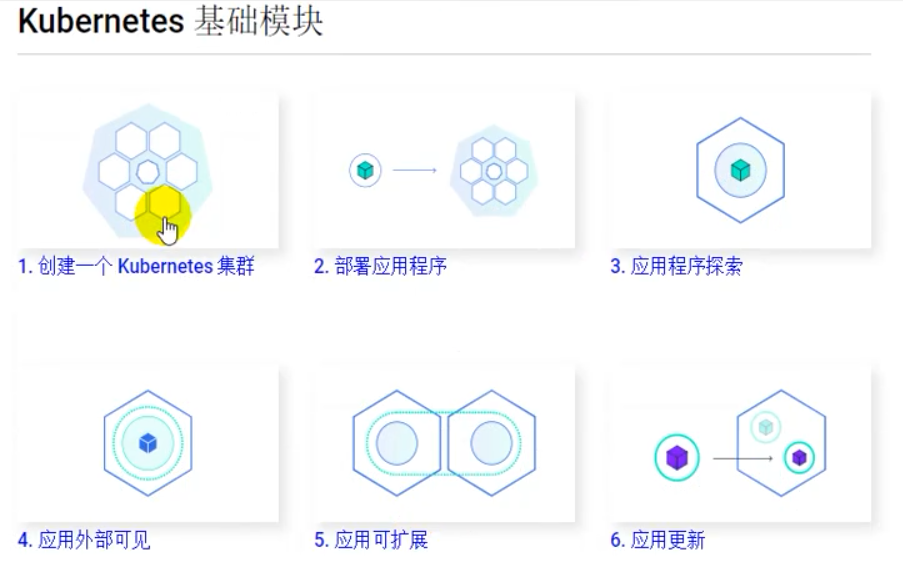 Kubernetes 基础模块
1. 创建一个 Kubernetes 集群
2. 部署应用程序
3. 应用程序探索
4. 应用外部可见
5. 应用可扩展
6. 应用更新